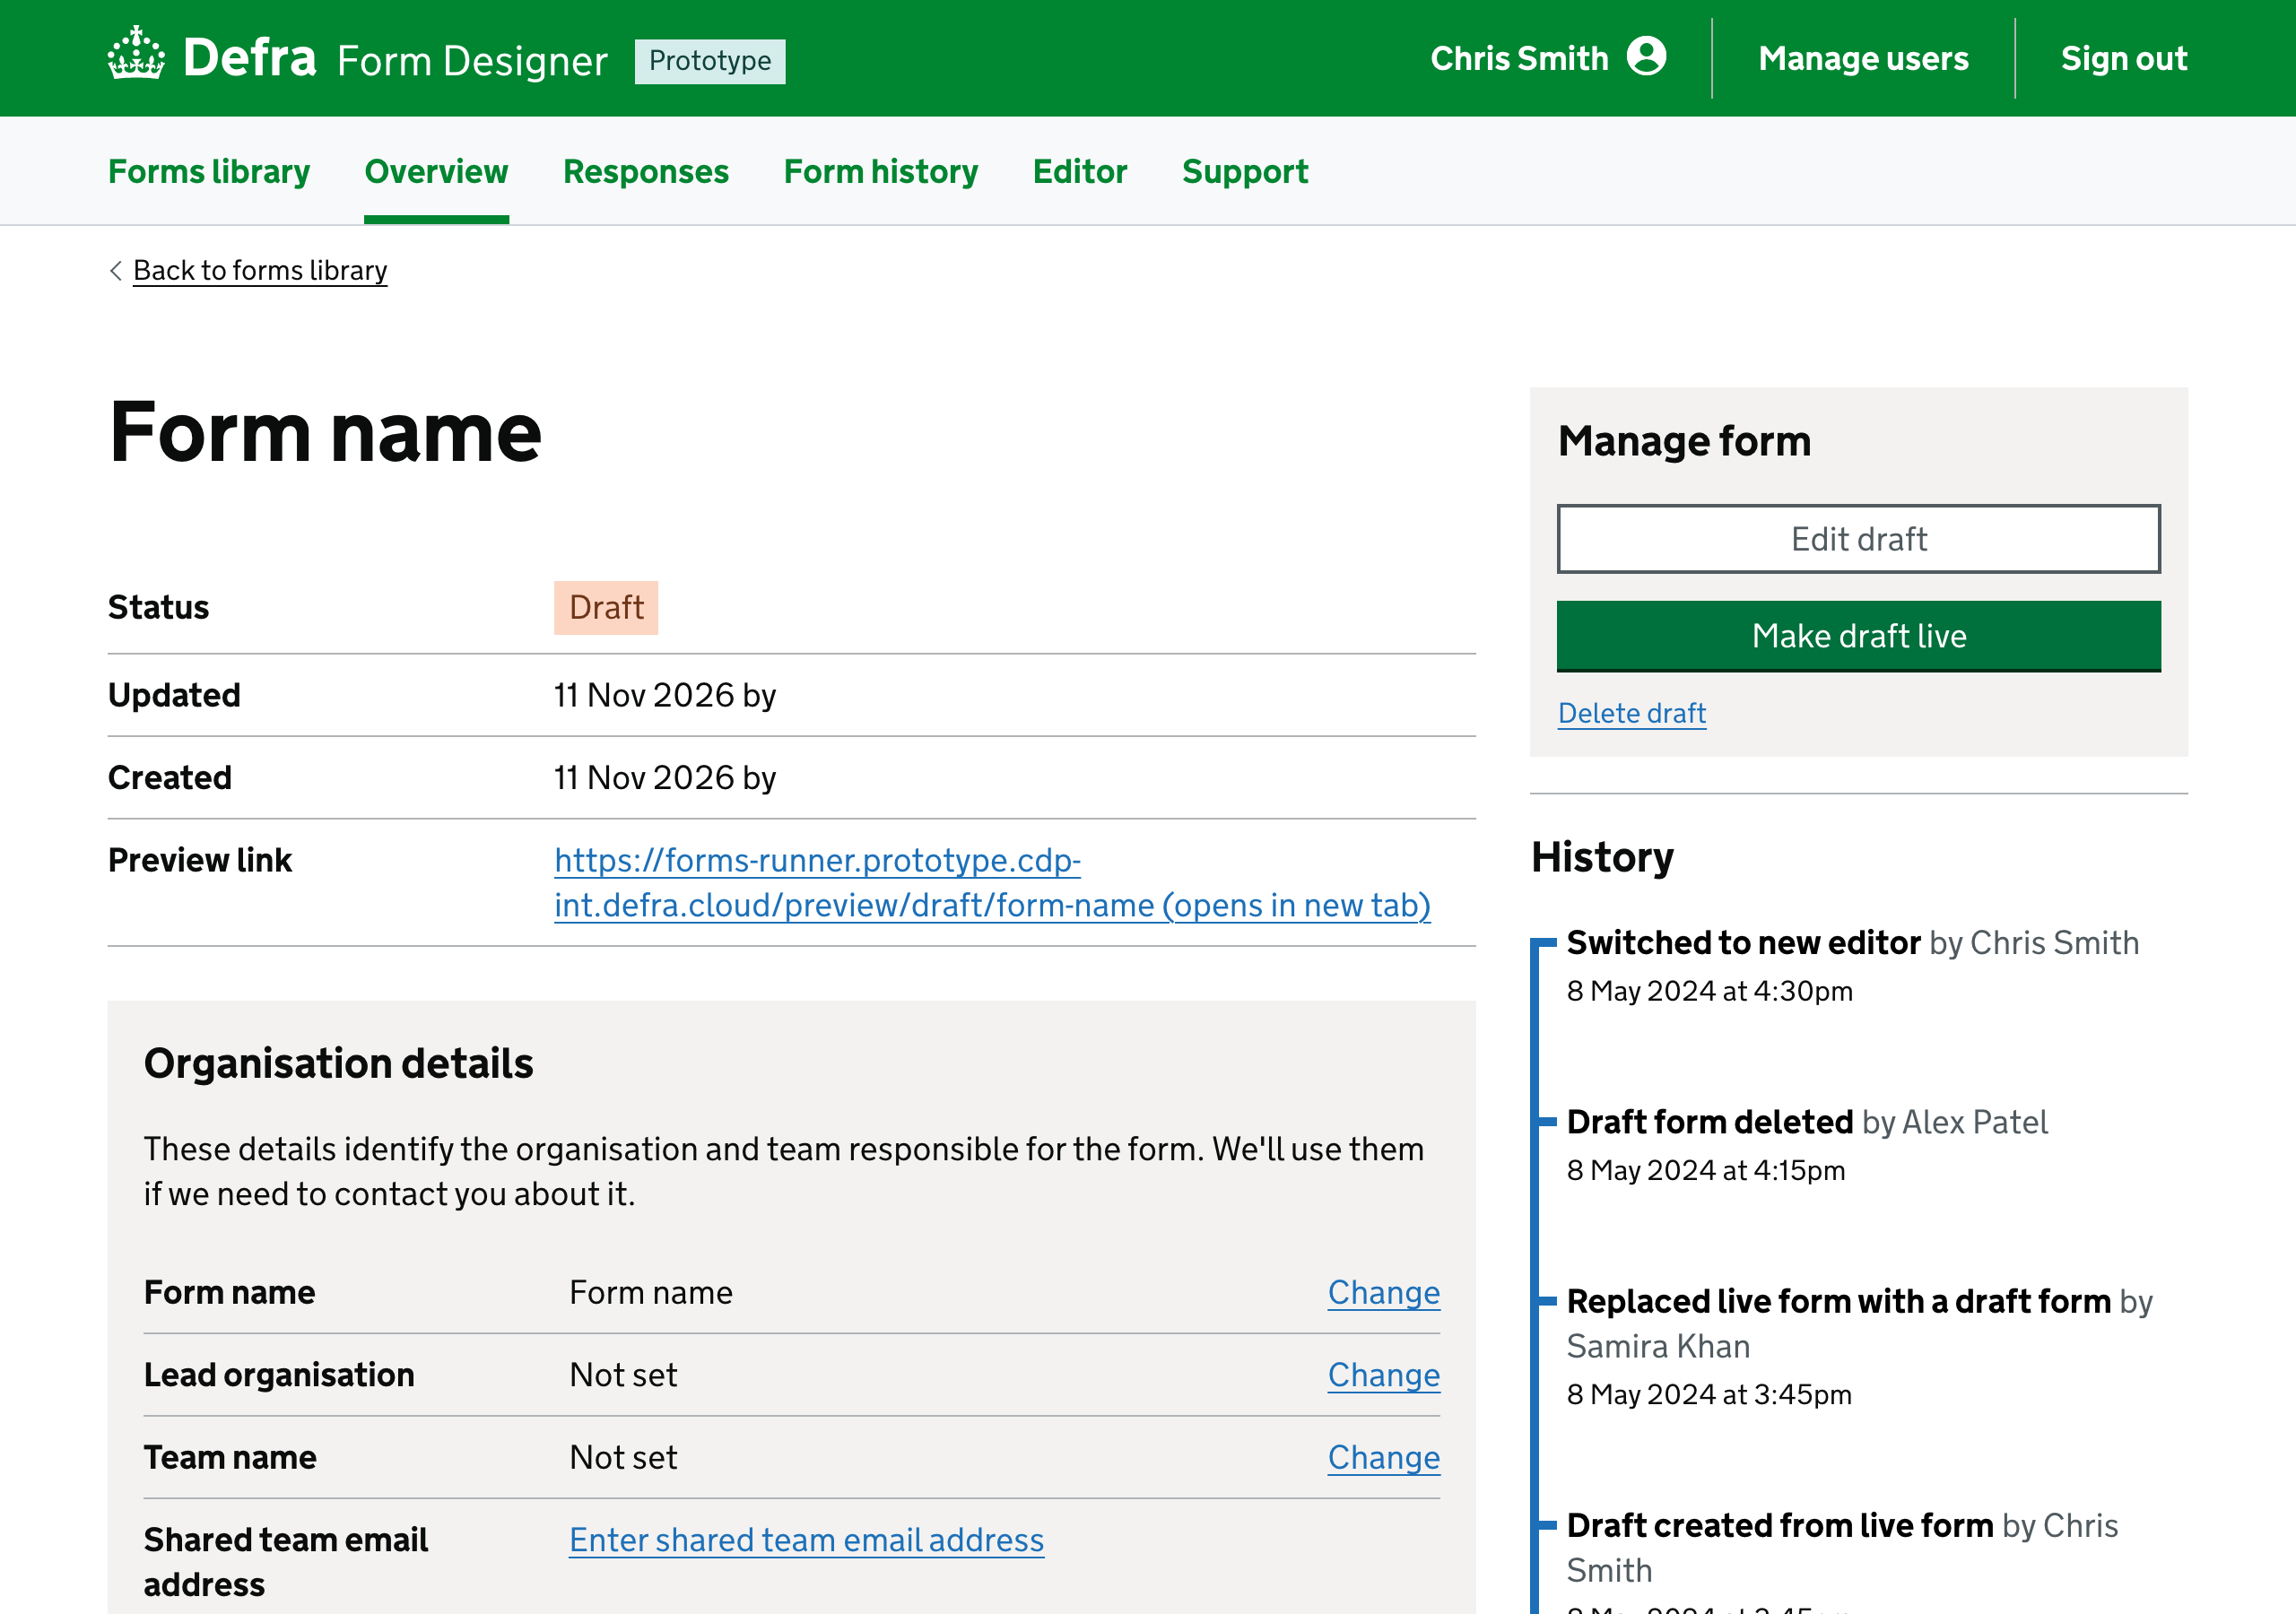 Defra Form Designer Prototype
Chris Smith
Manage users
Sign out
Forms library
Overview
Responses
Form history
Editor
Support
Back to forms library
Form name
Status
Draft
Updated
11 Nov 2026 by
Created
11 Nov 2026 by
Preview link
https://forms-runner.prototype.cdp-
int.defra.cloud/preview/draft/form-name (opens in new tab)
Organisation details
These details identify the organisation and team responsible for the form. We'll use them
if we need to contact you about it.
Form name
Form name
Change
Lead organisation
Not set
Change
Team name
Not set
Change
Shared team email
address
Enter shared team email address
Manage form
Edit draft
Make draft live
Delete draft
History
Switched to new editor by Chris Smith
8 May 2024 at 4:30pm
Draft form deleted by Alex Patel
8 May 2024 at 4:15pm
Replaced live form with a draft form by
Samira Khan
8 May 2024 at 3:45pm
Draft created from live form by Chris
Smith